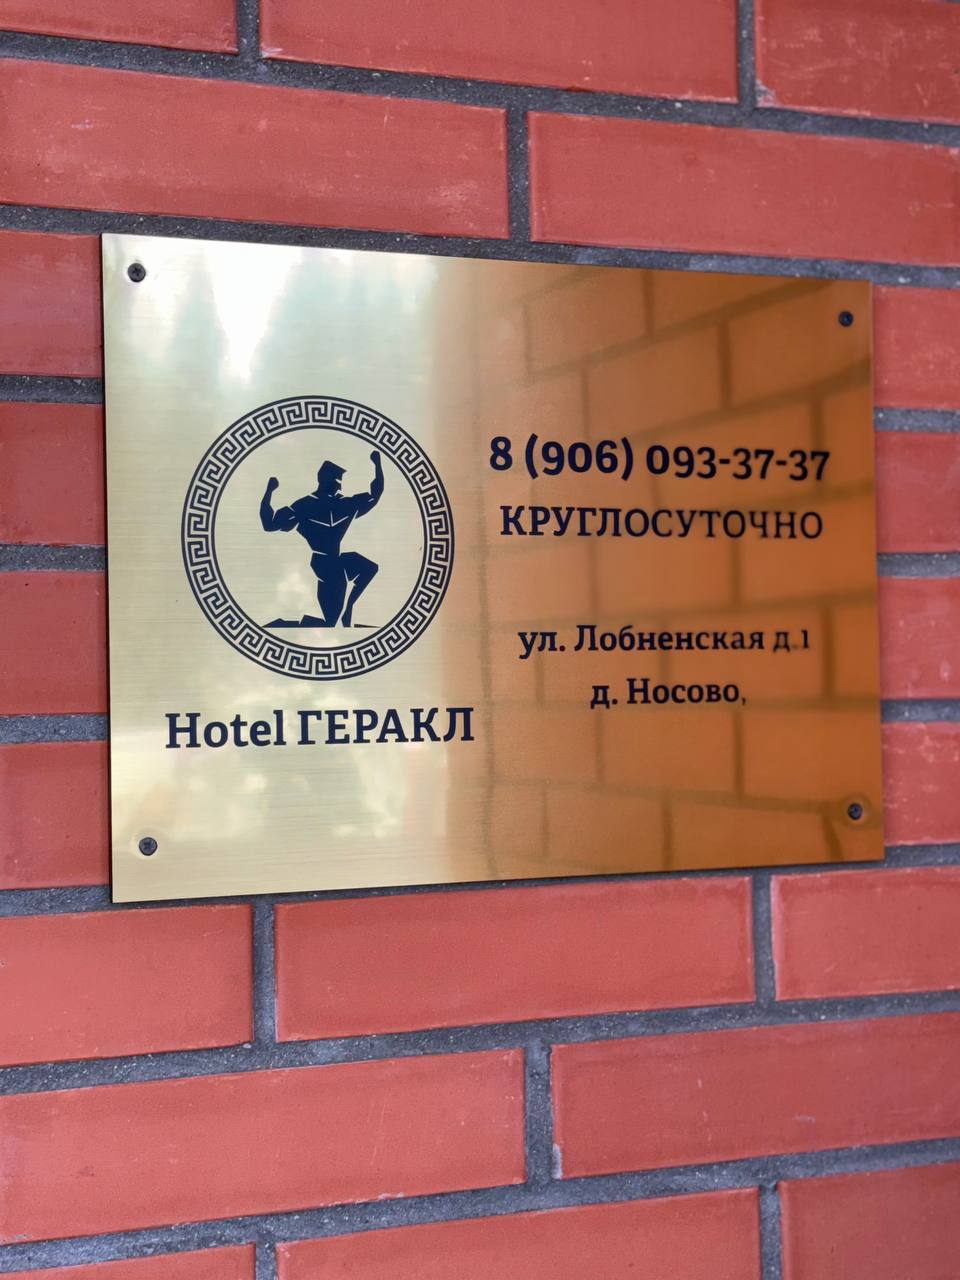 Hotel ГЕРАКЛ
8 (906) 093-37-37
КРУГЛОСУТОЧНО
ул. Лобненская д.1
д. Носово,